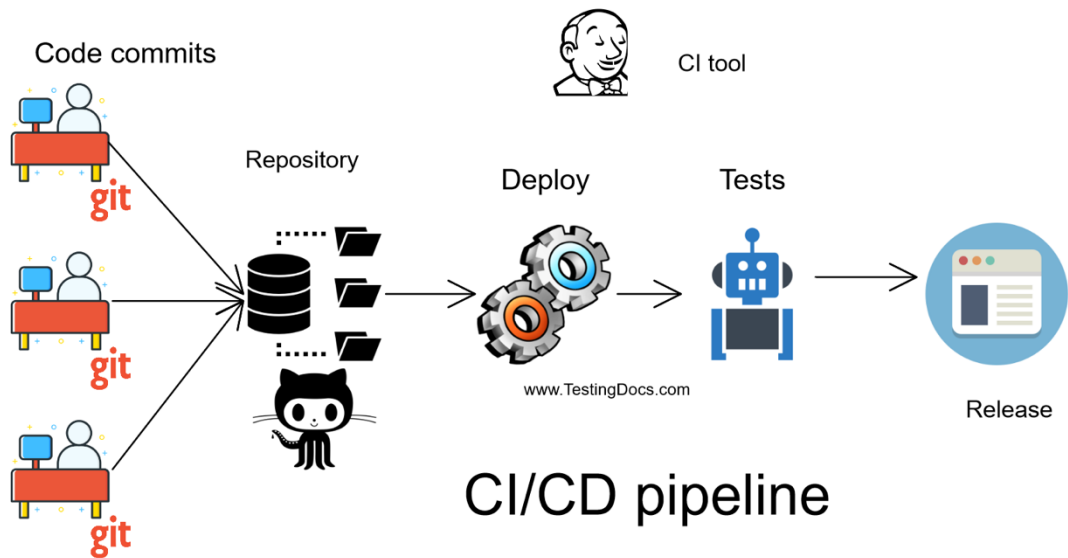 Code commits
CI tool
Repository
Deploy
Tests
git
git
git
www.TestingDocs.com
Release
CI/CD pipeline